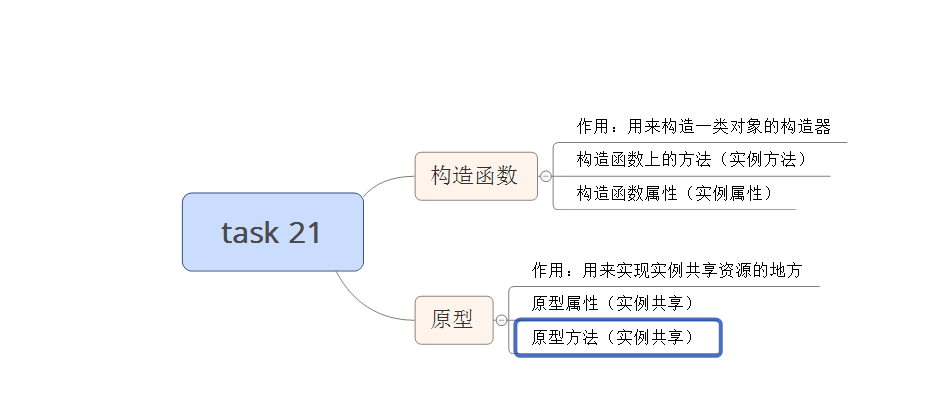 task 21
构造函数
作用：用来构造一类对象的构造器
构造函数上的方法（实例方法）
构造函数属性（实例属性）
原型
作用：用来实现实例共享资源的地方
原型属性（实例共享）
原型方法（实例共享）